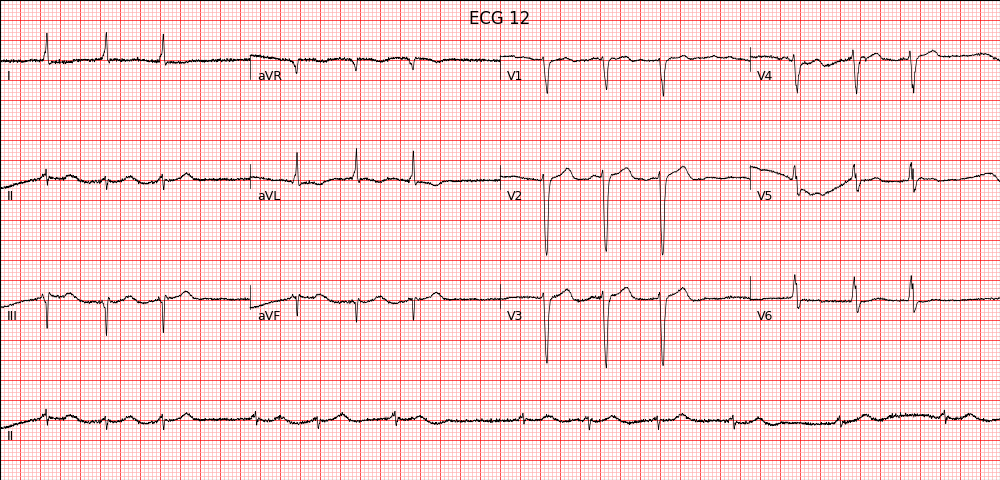 ECG 12
I aVR V1 V4
II aVL V2 V5
III aVF V3 V6
II